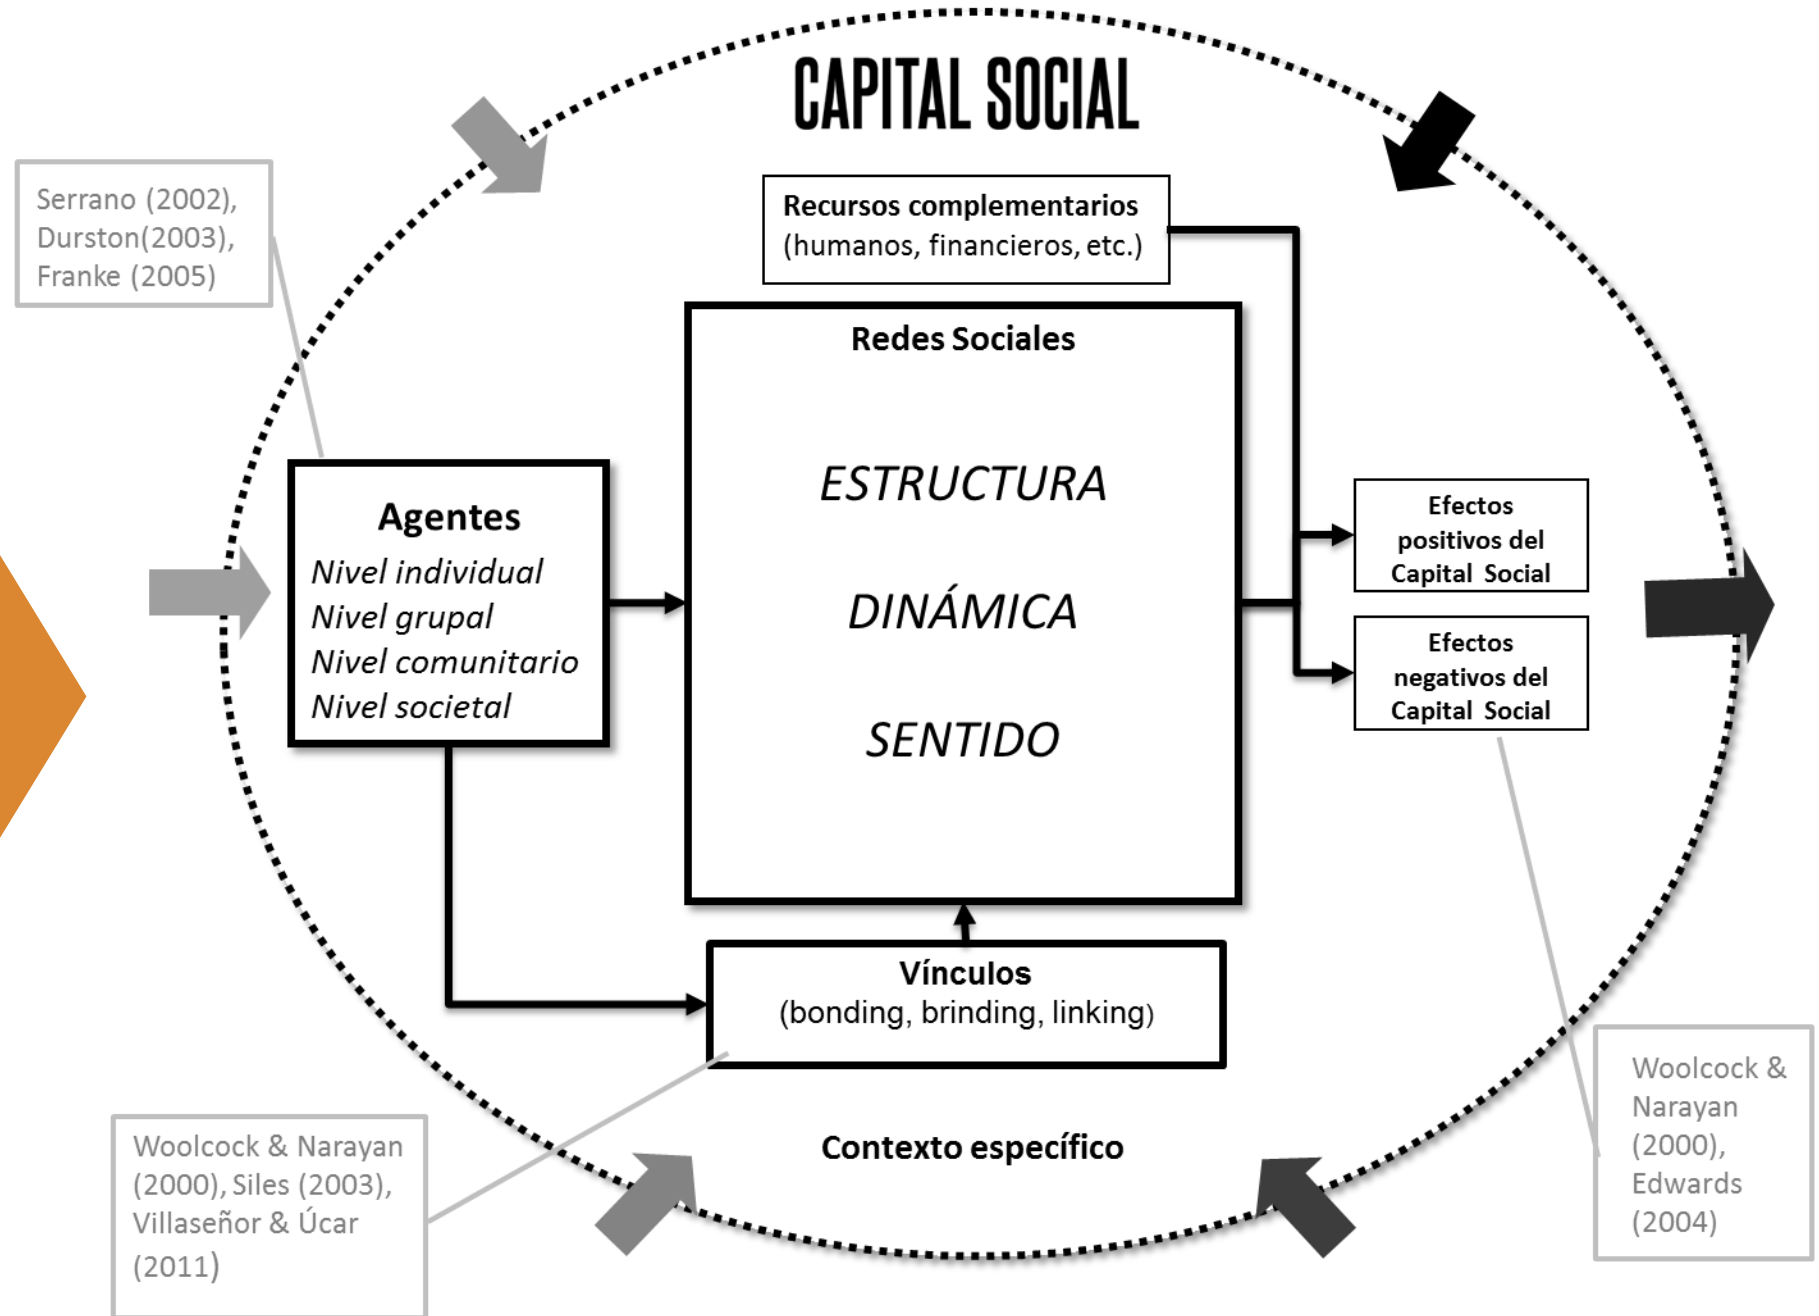 CAPITAL SOCIAL
Serrano (2002),
Durston(2003),
Franke (2005)
Recursos complementarios
(humanos, financieros, etc.)
Redes Sociales
ESTRUCTURA
DINÁMICA
SENTIDO
Agentes
Nivel individual
Nivel grupal
Nivel comunitario
Nivel societal
Efectos
positivos del
Capital Social
Efectos
negativos del
Capital Social
Vínculos
(bonding, brinding, linking)
Contexto específico
Woolcock & Narayan
(2000), Siles (2003),
Villaseñor & Úcar
(2011)
Woolcock &
Narayan
(2000),
Edwards
(2004)